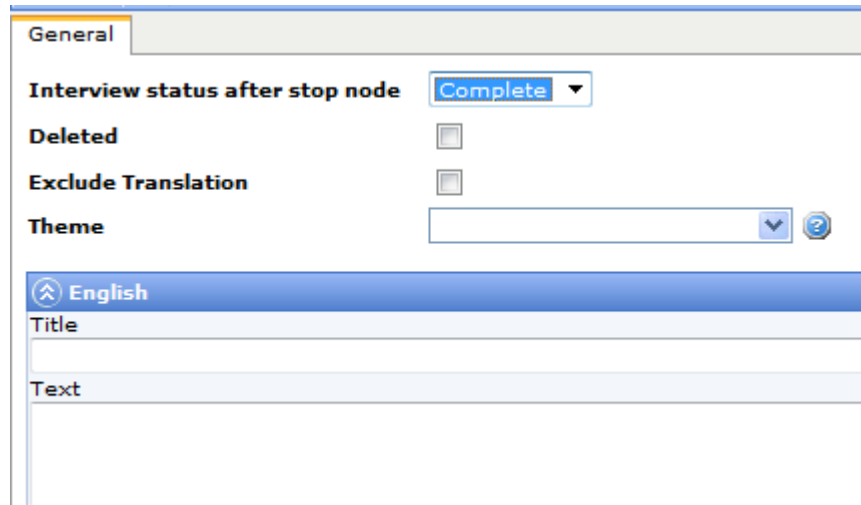 General
Interview status after stop node Complete
Deleted
Exclude Translation
Theme
English
Title
Text